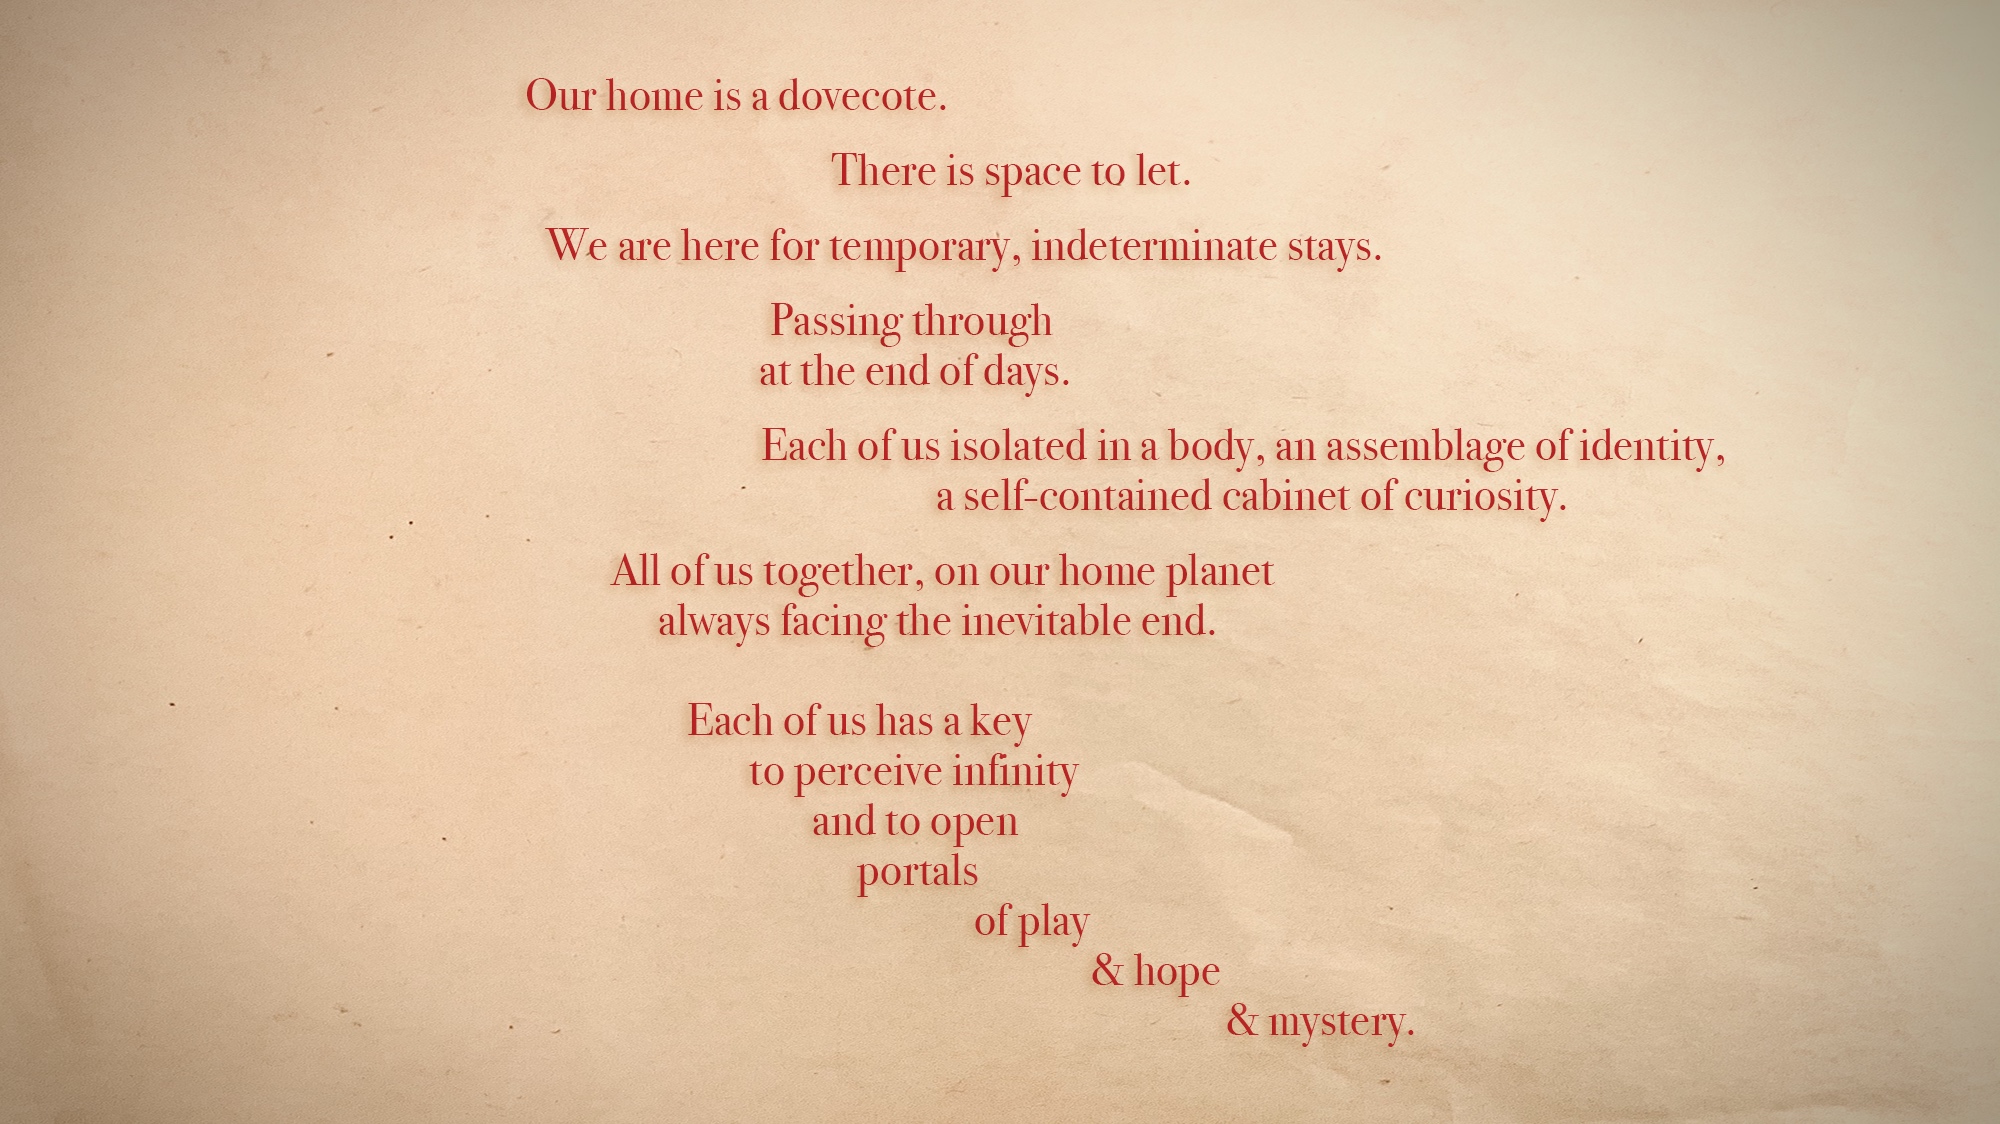 Our home is a dovecote.
There is space to let.
We are here for temporary, indeterminate stays.
Passing through
at the end of days.
Each of us isolated in a body, an assemblage of identity,
a self-contained cabinet of curiosity.
All of us together, on our home planet
always facing the inevitable end.
Each of us has a key
to perceive infinity
and to open
portals
of play
& hope
& mystery.